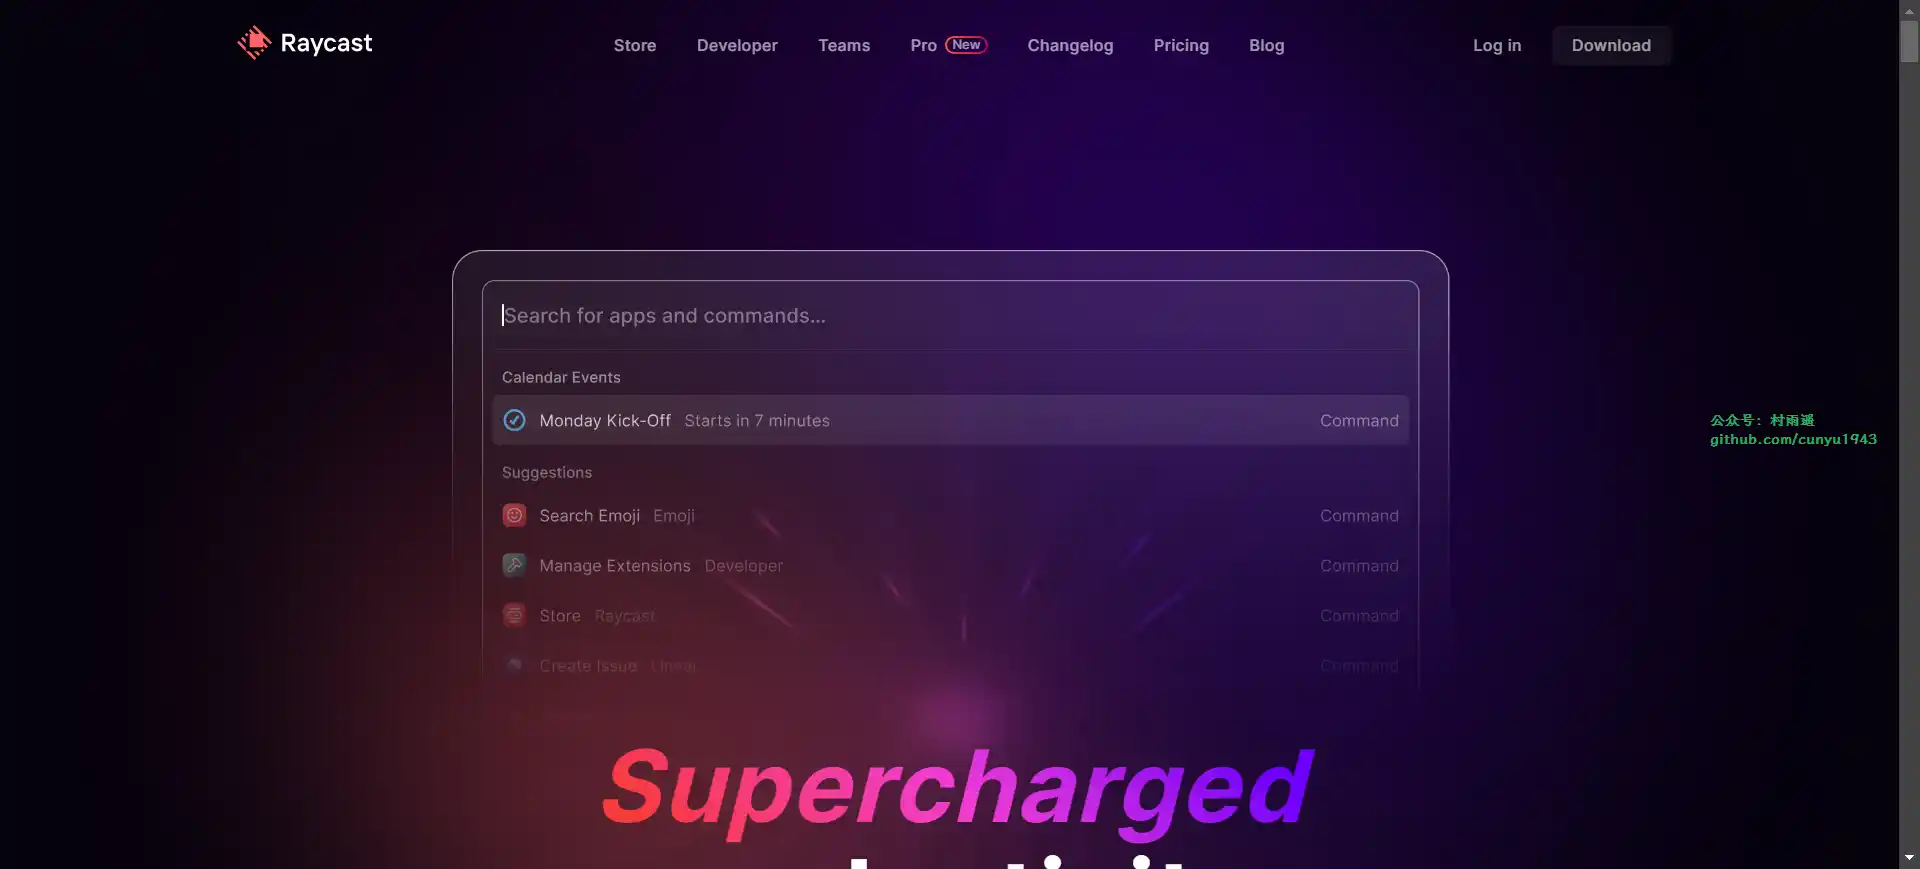 Raycast
Store Developer Teams Pro New Changelog Pricing Blog
Log in Download
Search for apps and commands...
Calendar Events
Monday Kick-Off Starts in 7 minutes Command
Suggestions
Search Emoji Emoji Command
Manage Extensions Developer Command
Store Raycast Command
Create Issue Linear Command
公众号：村雨遥
github.com/cunyu1943
Supercharged